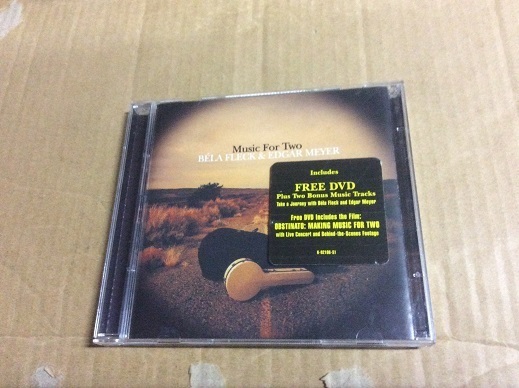 Music For Two
BÉLA FLECK & EDGAR MEYER
Includes
FREE DVD
Plus Two Bonus Music Tracks
Take a Journey with Béla Fleck and Edgar Meyer
Free DVD Includes the Film:
OBSTINATO: MAKING MUSIC FOR TWO
with Live Concert and Behind-the-Scenes Footage